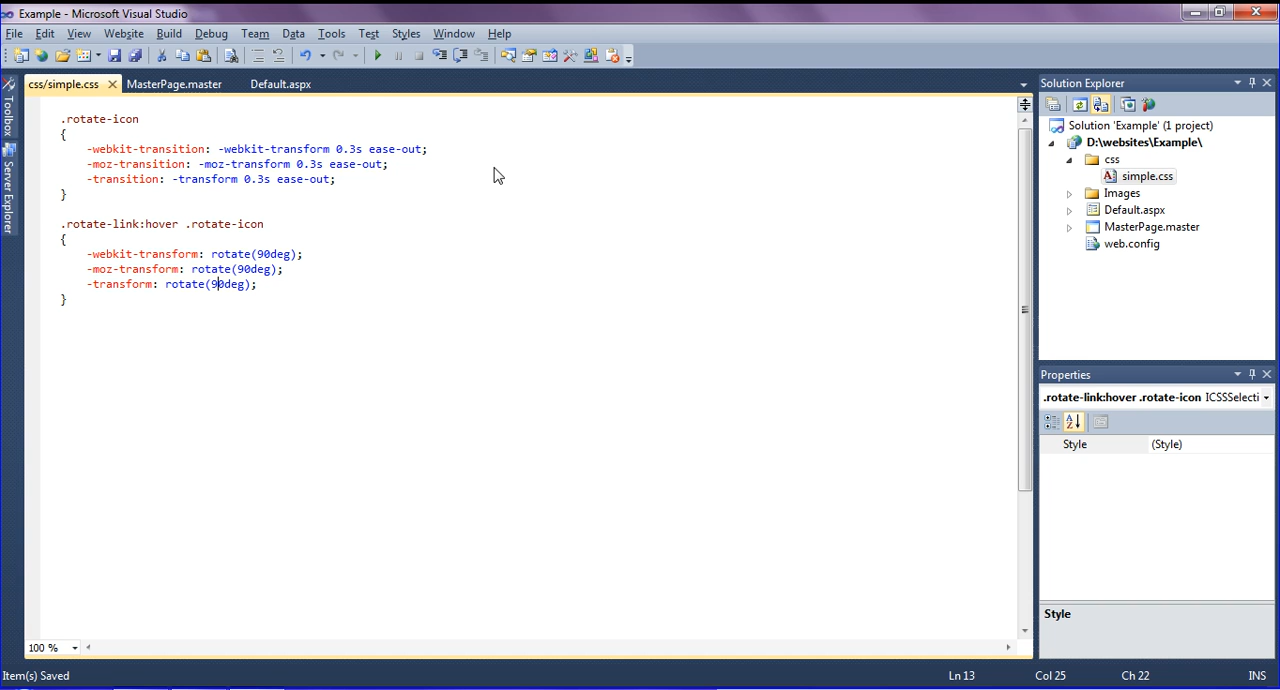 Example - Microsoft Visual Studio
File Edit View Website Build Debug Team Data Tools Test Styles Window Help
css/simple.css MasterPage.master Default.aspx
Toolbox
Server Explorer
.rotate-icon
{
-webkit-transition: -webkit-transform 0.3s ease-out;
-moz-transition: -moz-transform 0.3s ease-out;
-transition: -transform 0.3s ease-out;
}
.rotate-link:hover .rotate-icon
{
-webkit-transform: rotate(90deg);
-moz-transform: rotate(90deg);
-transform: rotate(90deg);
}
100 %
Solution Explorer
Solution 'Example' (1 project)
D:\websites\Example\
css
simple.css
Images
Default.aspx
MasterPage.master
web.config
Properties
.rotate-link:hover .rotate-icon ICSSSelecti
Style (Style)
Style
Item(s) Saved Ln 13 Col 25 Ch 22 INS